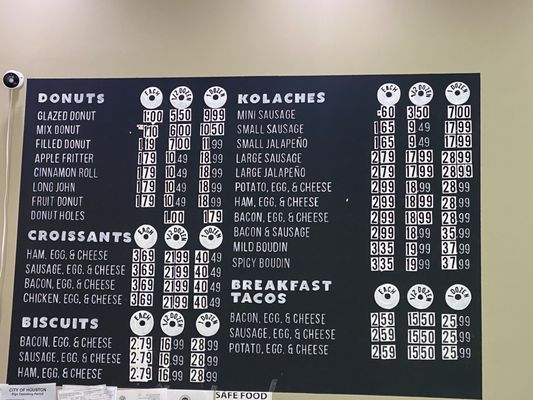 DONUTS EACH 1/2 DOZEN DOZEN
GLAZED DONUT 1.00 5.50 9.99
MIX DONUT 1.10 6.00 10.50
FILLED DONUT 1.19 7.00 11.99
APPLE FRITTER 1.79 10.49 18.99
CINNAMON ROLL 1.79 10.49 18.99
LONG JOHN 1.79 10.49 18.99
FRUIT DONUT 1.79 10.49 18.99
DONUT HOLES 1.00 1.79
CROISSANTS EACH 1/2 DOZEN DOZEN
HAM, EGG, & CHEESE 3.69 21.99 40.49
SAUSAGE, EGG, & CHEESE 3.69 21.99 40.49
BACON, EGG, & CHEESE 3.69 21.99 40.49
CHICKEN, EGG, & CHEESE 3.69 21.99 40.49
BISCUITS EACH 1/2 DOZEN DOZEN
BACON, EGG, & CHEESE 2.79 16.99 28.99
SAUSAGE, EGG, & CHEESE 2.79 16.99 28.99
HAM, EGG, & CHEESE 2.79 16.99 28.99
KOLACHES EACH 1/2 DOZEN DOZEN
MINI SAUSAGE .60 3.50 7.00
SMALL SAUSAGE 1.65 9.49 17.99
SMALL JALAPEÑO 1.65 9.49 17.99
LARGE SAUSAGE 2.79 17.99 28.99
LARGE JALAPEÑO 2.79 17.99 28.99
POTATO, EGG, & CHEESE 2.99 18.99 28.99
HAM, EGG, & CHEESE 2.99 18.99 28.99
BACON, EGG, & CHEESE 2.99 18.99 28.99
BACON & SAUSAGE 2.99 18.99 35.99
MILD BOUDIN 3.35 19.99 37.99
SPICY BOUDIN 3.35 19.99 37.99
BREAKFAST
TACOS EACH 1/2 DOZEN DOZEN
BACON, EGG, & CHEESE 2.59 15.50 25.99
SAUSAGE, EGG, & CHEESE 2.59 15.50 25.99
POTATO, EGG, & CHEESE 2.59 15.50 25.99
CITY OF HOUSTON
SAFE FOOD